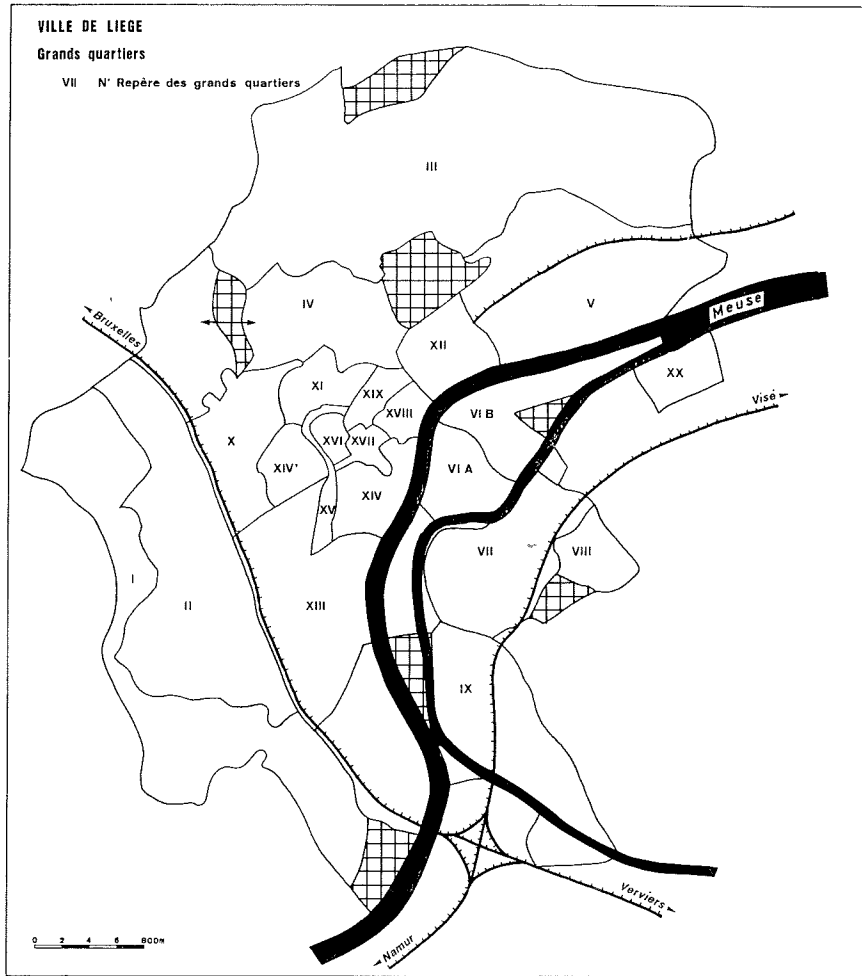 VILLE DE LIEGE
Grands quartiers
VII N' Repère des grands quartiers
III
IV
V
Meuse
Bruxelles
XII
XX
XI
XIX
XVIII
VI B
Visé
X
XVI
XVII
XIV'
VI A
XIV
XV
VII
VIII
I
II
XIII
IX
Verviers
Namur
0 2 4 6 800m